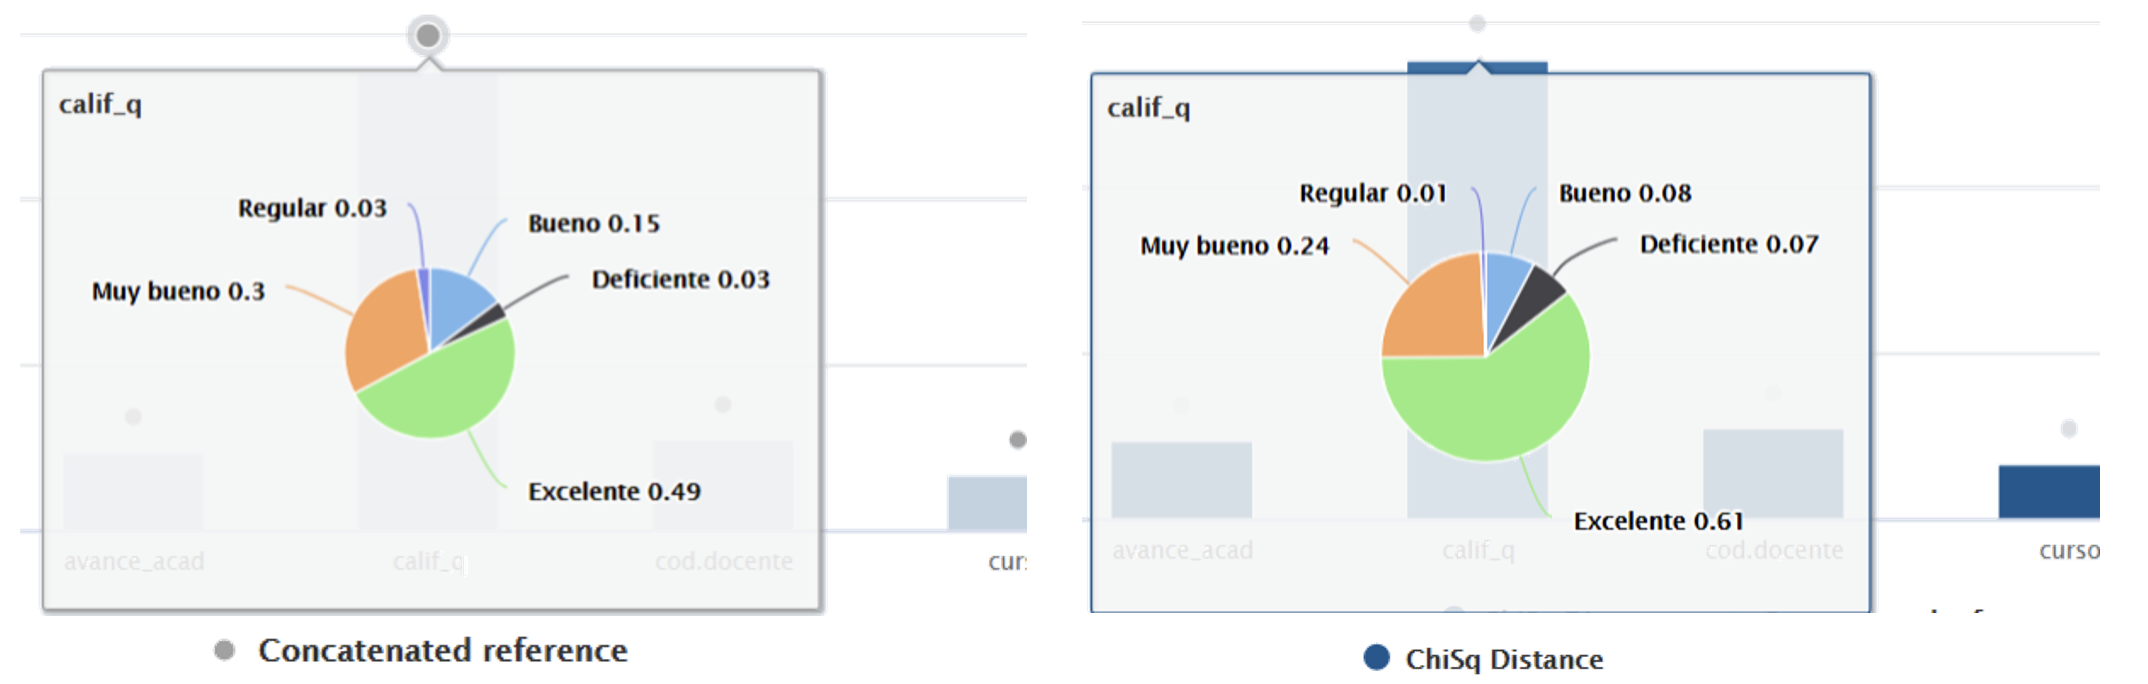 calif_q
Regular 0.03
Bueno 0.15
Deficiente 0.03
Muy bueno 0.3
Excelente 0.49
avance_acad
calif_q
cod.docente
cur
Concatenated reference
calif_q
Regular 0.01
Bueno 0.08
Muy bueno 0.24
Deficiente 0.07
Excelente 0.61
avance_acad
calif_q
cod.docente
curso
ChiSq Distance